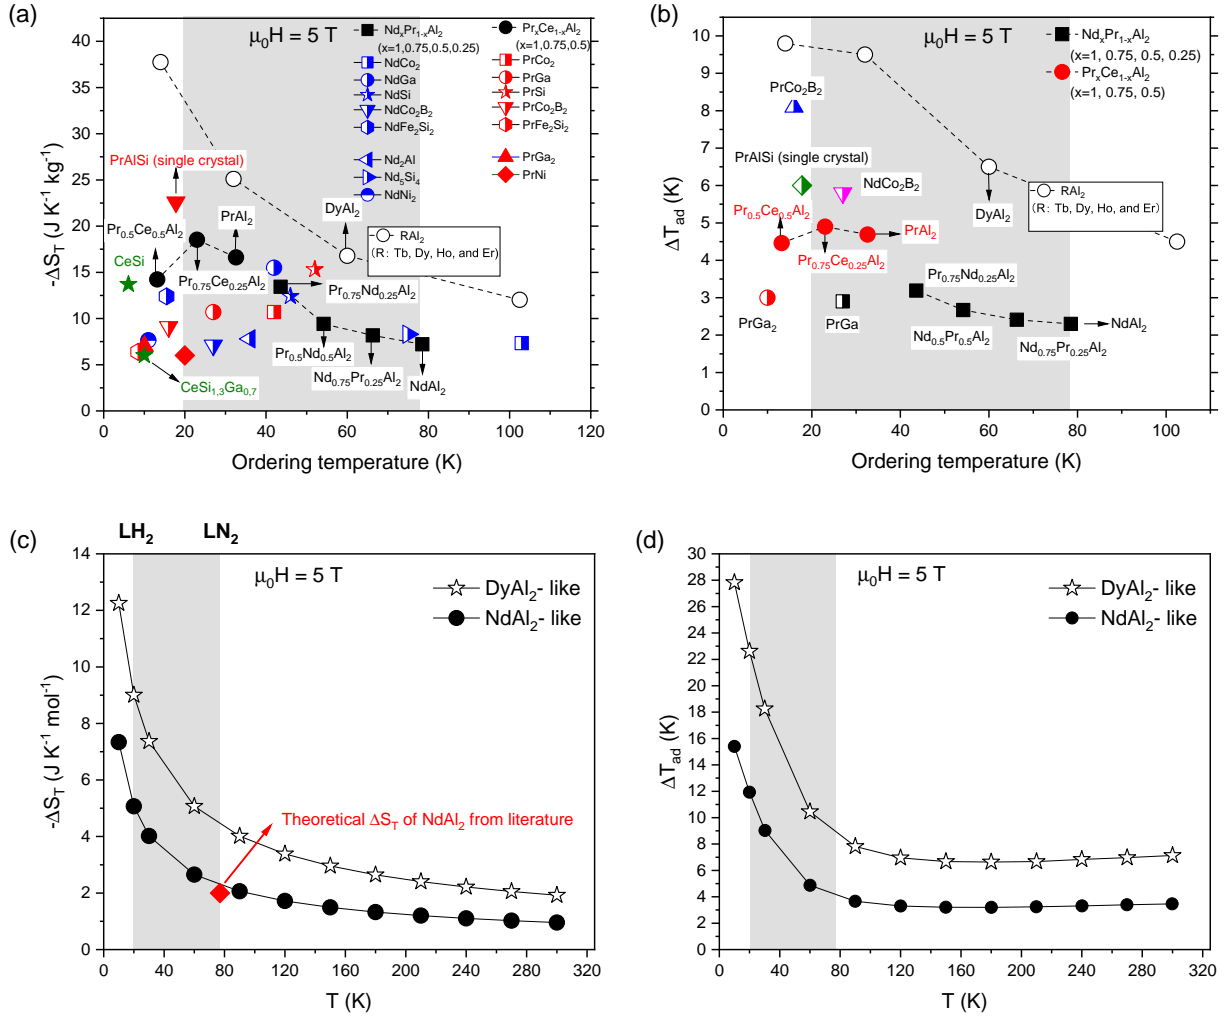 (a)
μ₀H = 5 T
-ΔS_T (J K⁻¹ kg⁻¹)
45
40
35
30
25
20
15
10
5
0
0 20 40 60 80 100 120
Ordering temperature (K)
NdₓPr₁₋ₓAl₂
(x=1,0.75,0.5,0.25)
NdCo₂
NdGa
NdSi
NdCo₂B₂
NdFe₂Si₂
Nd₂Al
Nd₅Si₄
NdNi₂
PrₓCe₁₋ₓAl₂
(x=1,0.75,0.5)
PrCo₂
PrGa
PrSi
PrCo₂B₂
PrFe₂Si₂
PrGa₂
PrNi
PrAlSi (single crystal)
PrAl₂
DyAl₂
Pr₀.₅Ce₀.₅Al₂
RAl₂
(R: Tb, Dy, Ho, and Er)
CeSi
Pr₀.₇₅Ce₀.₂₅Al₂
Pr₀.₇₅Nd₀.₂₅Al₂
Pr₀.₅Nd₀.₅Al₂
Nd₀.₇₅Pr₀.₂₅Al₂
NdAl₂
CeSi₁,₃Ga₀,₇
(b)
μ₀H = 5 T
ΔT_ad (K)
10
9
8
7
6
5
4
3
2
1
0
0 20 40 60 80 100
Ordering temperature (K)
NdₓPr₁₋ₓAl₂
(x=1, 0.75, 0.5, 0.25)
PrₓCe₁₋ₓAl₂
(x=1, 0.75, 0.5)
PrCo₂B₂
PrAlSi (single crystal)
NdCo₂B₂
RAl₂
(R: Tb, Dy, Ho, and Er)
DyAl₂
Pr₀.₅Ce₀.₅Al₂
PrAl₂
Pr₀.₇₅Ce₀.₂₅Al₂
Pr₀.₇₅Nd₀.₂₅Al₂
PrGa₂
PrGa
Nd₀.₅Pr₀.₅Al₂
NdAl₂
Nd₀.₇₅Pr₀.₂₅Al₂
(c)
LH₂
LN₂
μ₀H = 5 T
-ΔS_T (J K⁻¹ mol⁻¹)
14
12
10
8
6
4
2
0
0 40 80 120 160 200 240 280 320
T (K)
DyAl₂- like
NdAl₂- like
Theoretical ΔS_T of NdAl₂ from literature
(d)
μ₀H = 5 T
ΔT_ad (K)
30
28
26
24
22
20
18
16
14
12
10
8
6
4
2
0
0 40 80 120 160 200 240 280 320
T (K)
DyAl₂- like
NdAl₂- like